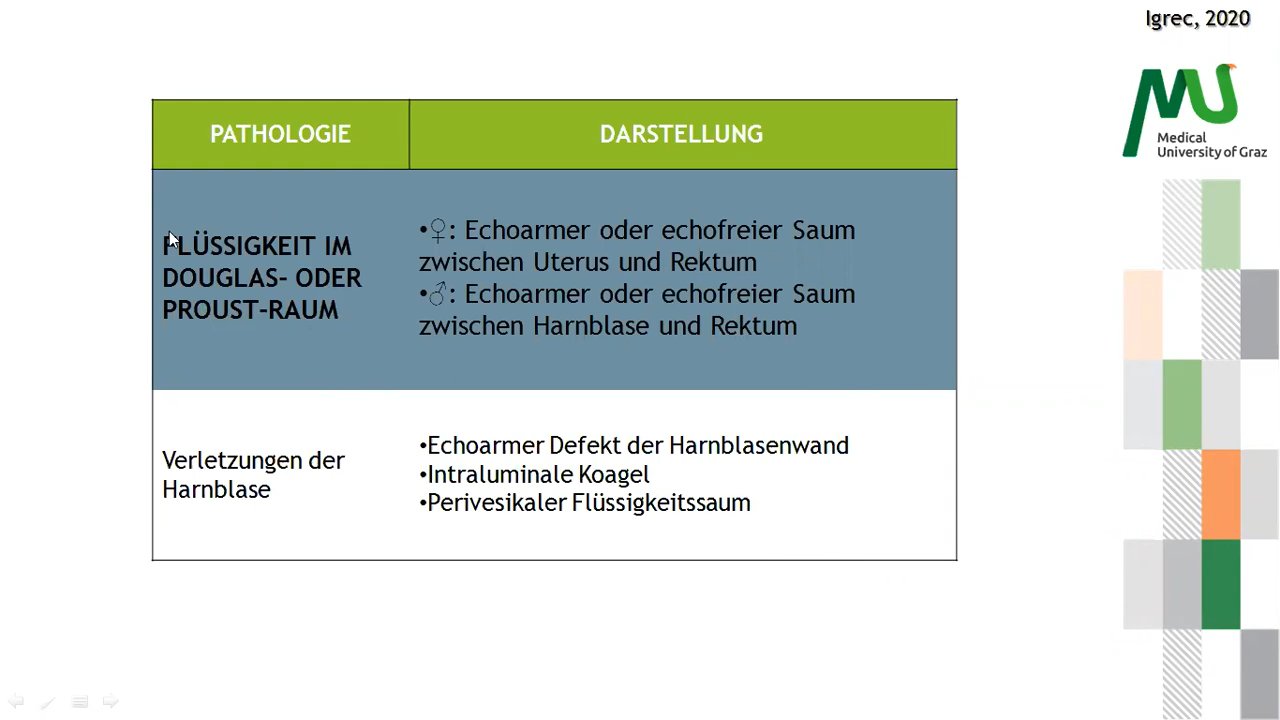 Igrec, 2020
Medical
University of Graz
PATHOLOGIE
DARSTELLUNG
FLÜSSIGKEIT IM
DOUGLAS- ODER
PROUST-RAUM
•♀: Echoarmer oder echofreier Saum
zwischen Uterus und Rektum
•♂: Echoarmer oder echofreier Saum
zwischen Harnblase und Rektum
Verletzungen der
Harnblase
•Echoarmer Defekt der Harnblasenwand
•Intraluminale Koagel
•Perivesikaler Flüssigkeitssaum